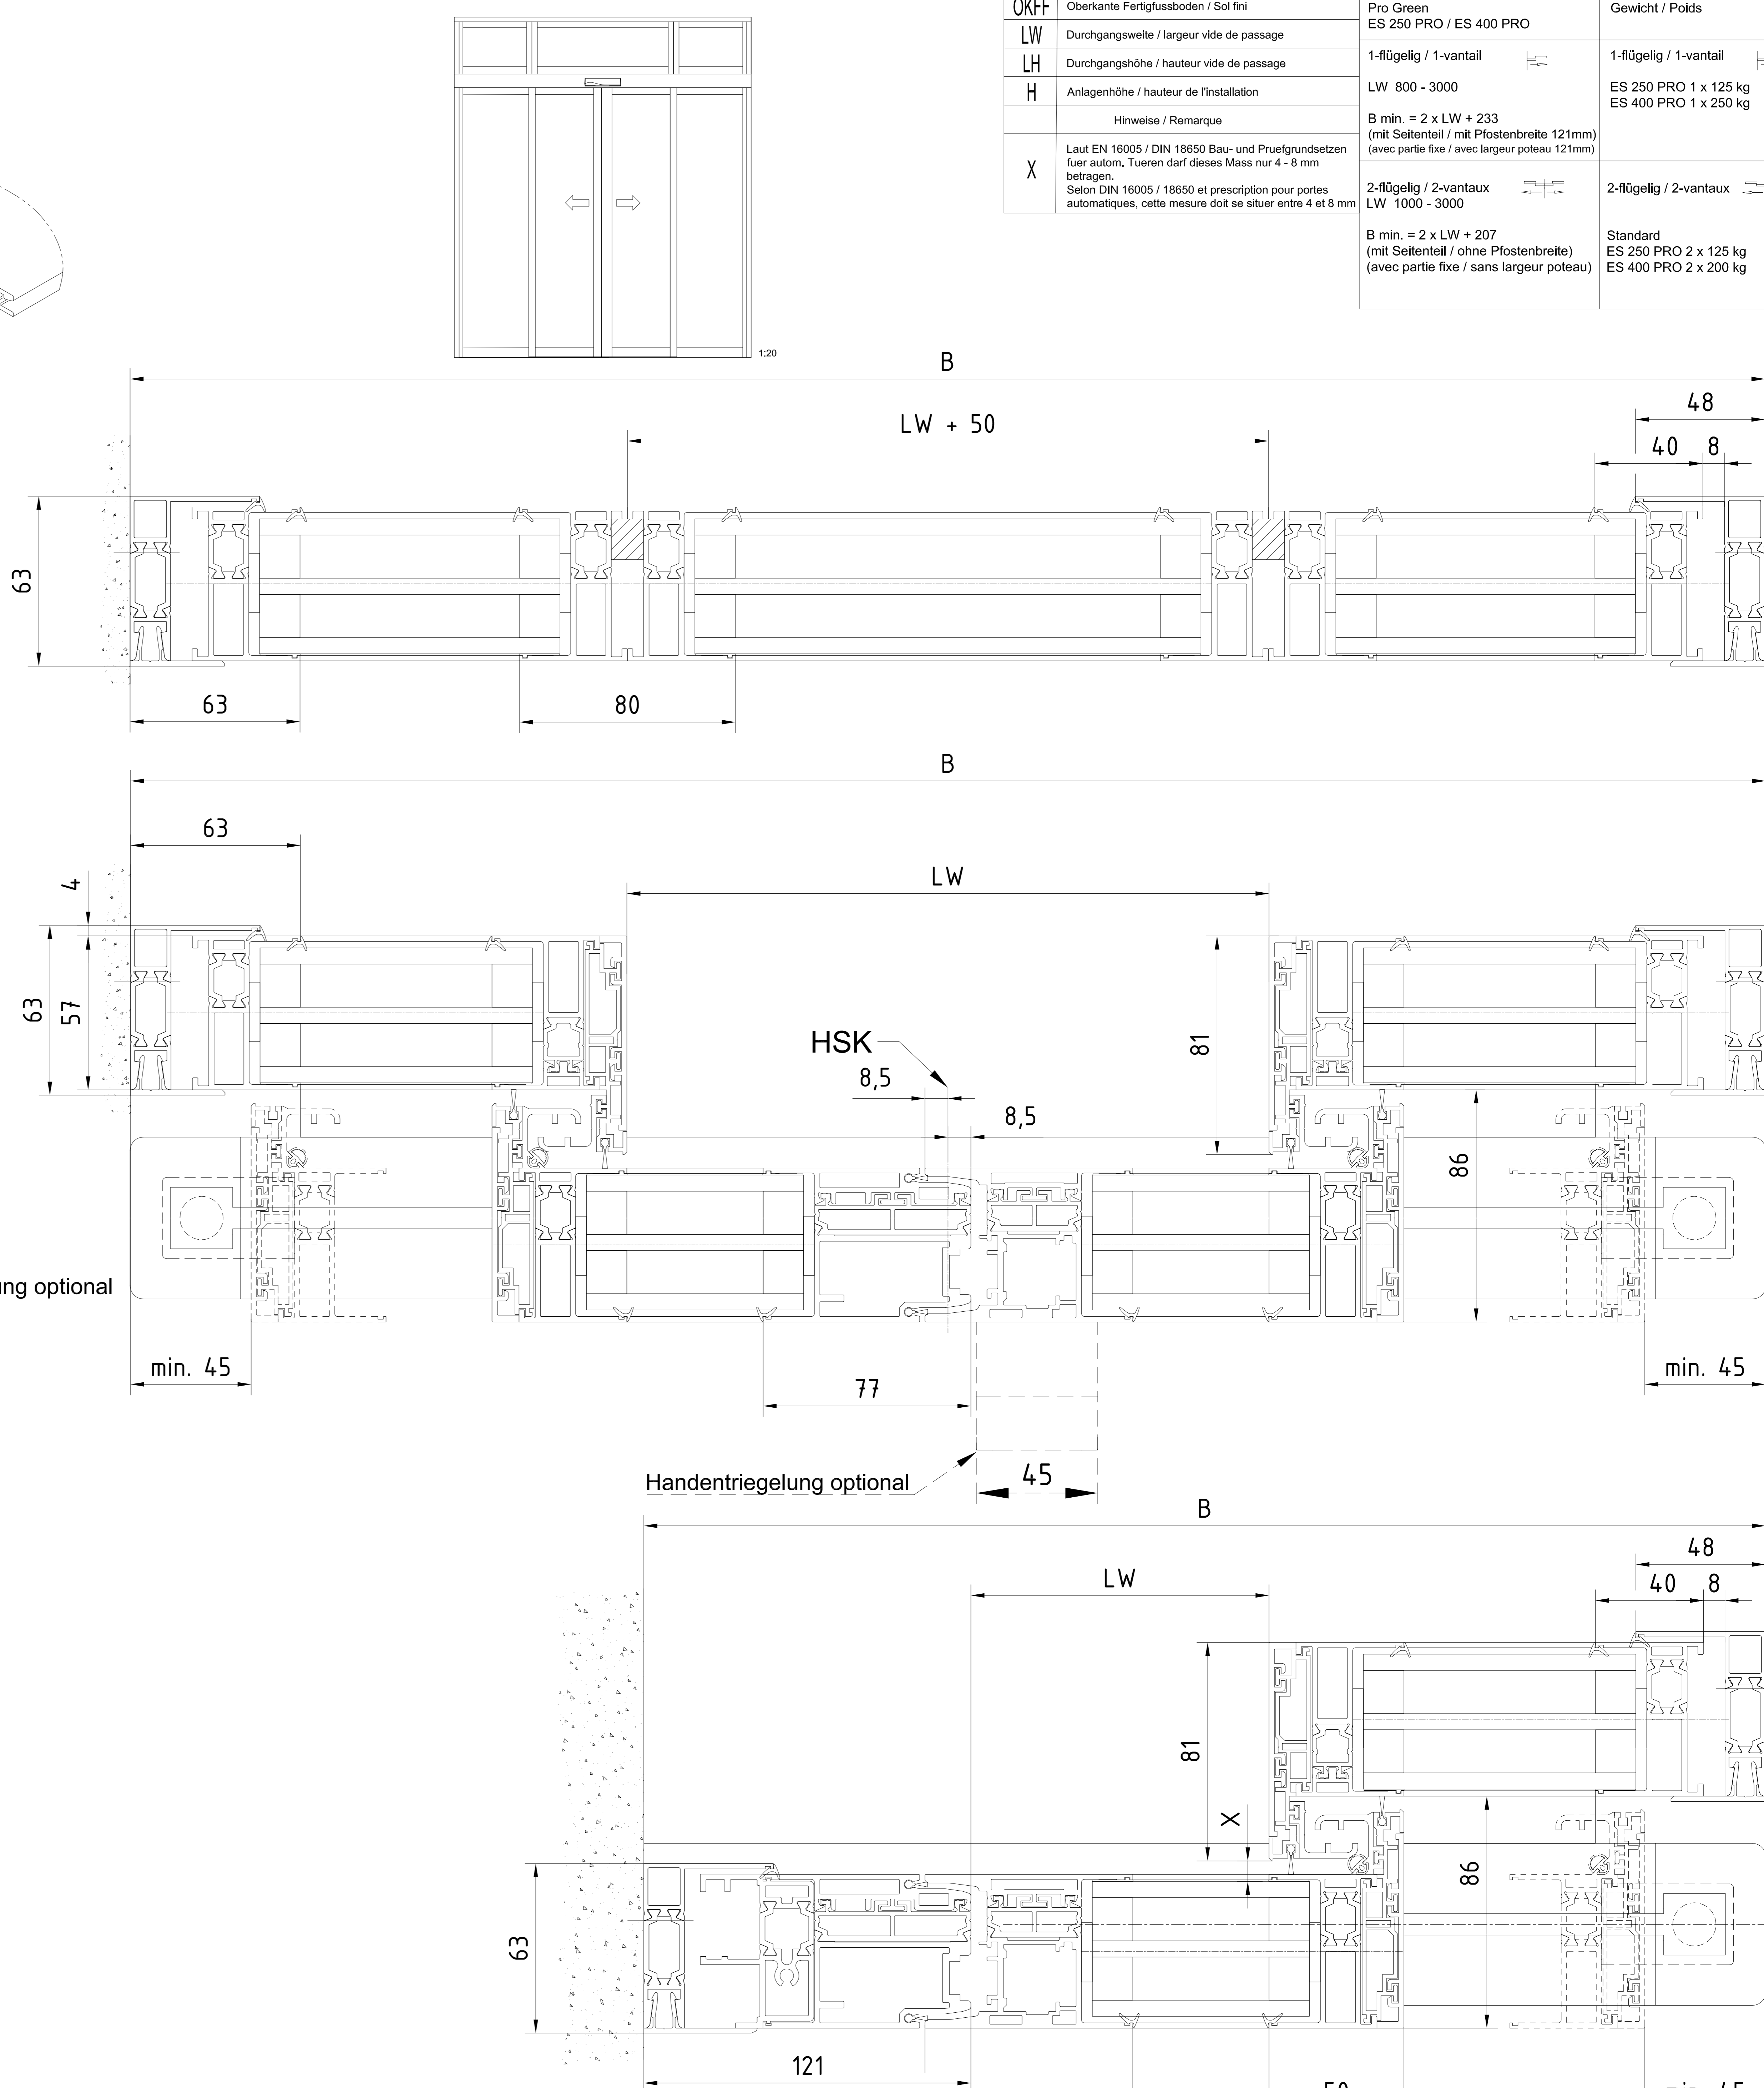 OKFF Oberkante Fertigfussboden / Sol fini
LW Durchgangsweite / largeur vide de passage
LH Durchgangshöhe / hauteur vide de passage
H Anlagenhöhe / hauteur de l'installation
Hinweise / Remarque
X
Laut EN 16005 / DIN 18650 Bau- und Pruefgrundsetzen
fuer autom. Tueren darf dieses Mass nur 4 - 8 mm
betragen.
Selon DIN 16005 / 18650 et prescription pour portes
automatiques, cette mesure doit se situer entre 4 et 8 mm
Pro Green
ES 250 PRO / ES 400 PRO
Gewicht / Poids
1-flügelig / 1-vantail
LW 800 - 3000
B min. = 2 x LW + 233
(mit Seitenteil / mit Pfostenbreite 121mm)
(avec partie fixe / avec largeur poteau 121mm)
1-flügelig / 1-vantail
ES 250 PRO 1 x 125 kg
ES 400 PRO 1 x 250 kg
2-flügelig / 2-vantaux
LW 1000 - 3000
B min. = 2 x LW + 207
(mit Seitenteil / ohne Pfostenbreite)
(avec partie fixe / sans largeur poteau)
2-flügelig / 2-vantaux
Standard
ES 250 PRO 2 x 125 kg
ES 400 PRO 2 x 200 kg
1:20
B
48
LW + 50
40 8
63
63
80
B
63
LW
4
63
57
81
HSK
8,5
8,5
86
ung optional
min. 45
min. 45
77
Handentriegelung optional
45
B
48
LW
40 8
81
X
86
63
121
50
min. 45